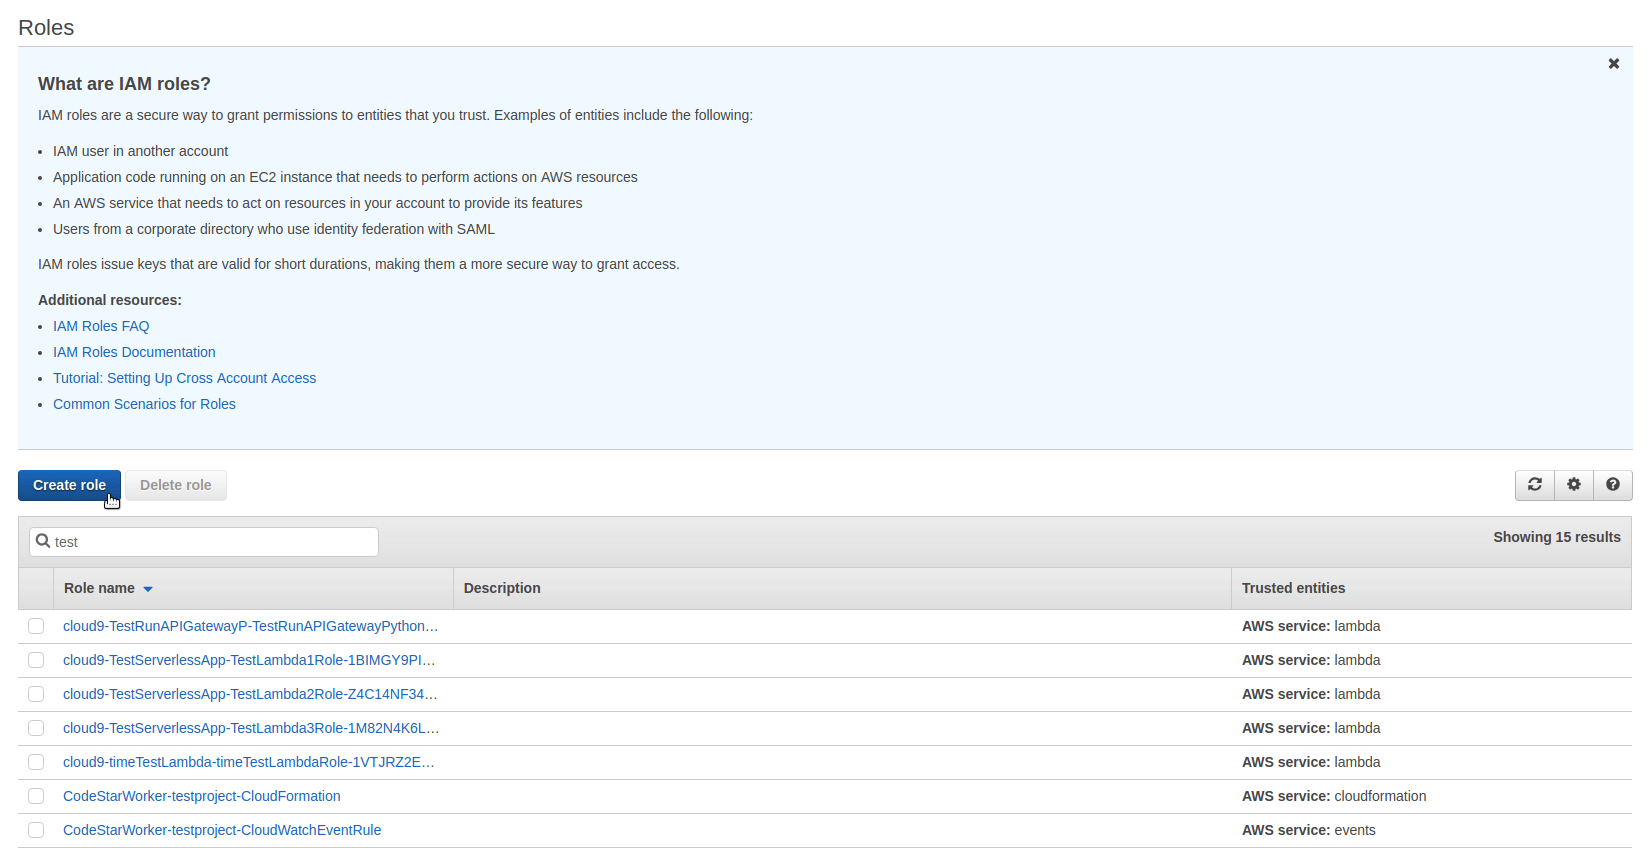 Roles
What are IAM roles?
IAM roles are a secure way to grant permissions to entities that you trust. Examples of entities include the following:
IAM user in another account
Application code running on an EC2 instance that needs to perform actions on AWS resources
An AWS service that needs to act on resources in your account to provide its features
Users from a corporate directory who use identity federation with SAML
IAM roles issue keys that are valid for short durations, making them a more secure way to grant access.
Additional resources:
IAM Roles FAQ
IAM Roles Documentation
Tutorial: Setting Up Cross Account Access
Common Scenarios for Roles
Create role Delete role
test Showing 15 results
Role name Description Trusted entities
cloud9-TestRunAPIGatewayP-TestRunAPIGatewayPython… AWS service: lambda
cloud9-TestServerlessApp-TestLambda1Role-1BIMGY9PI… AWS service: lambda
cloud9-TestServerlessApp-TestLambda2Role-Z4C14NF34… AWS service: lambda
cloud9-TestServerlessApp-TestLambda3Role-1M82N4K6L… AWS service: lambda
cloud9-timeTestLambda-timeTestLambdaRole-1VTJRZ2E… AWS service: lambda
CodeStarWorker-testproject-CloudFormation AWS service: cloudformation
CodeStarWorker-testproject-CloudWatchEventRule AWS service: events